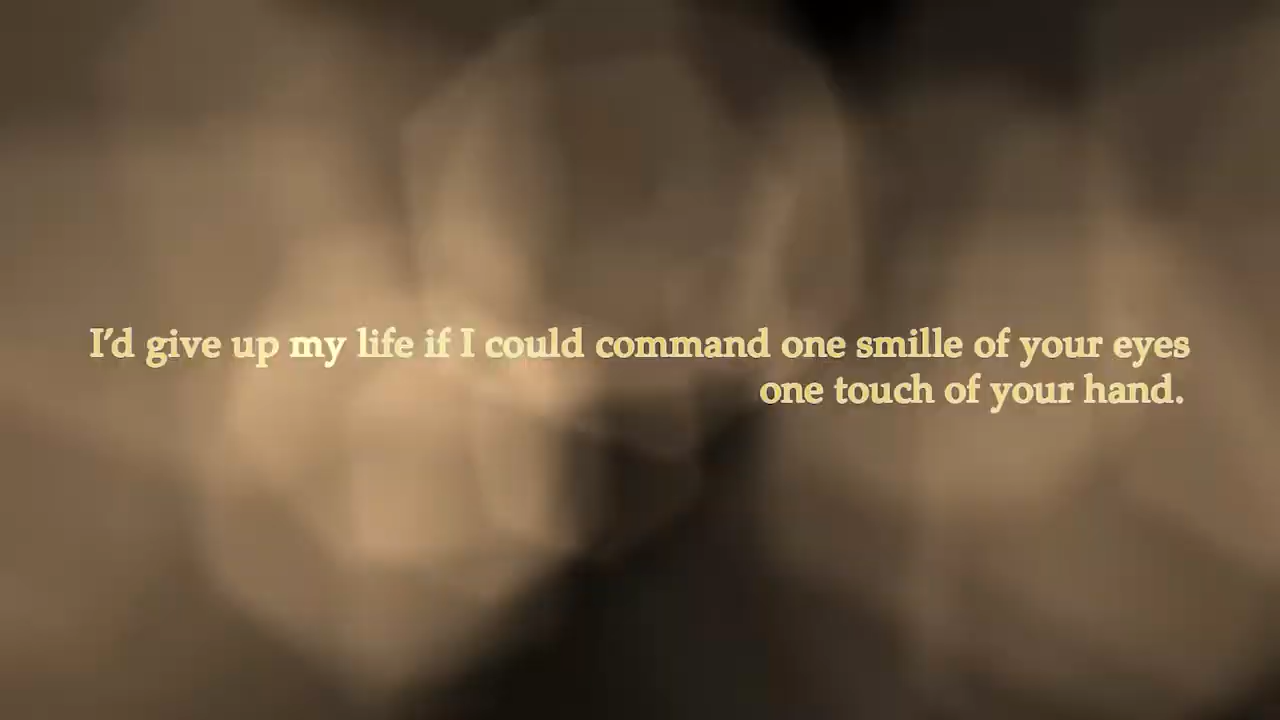 I'd give up my life if I could command one smille of your eyes
one touch of your hand.